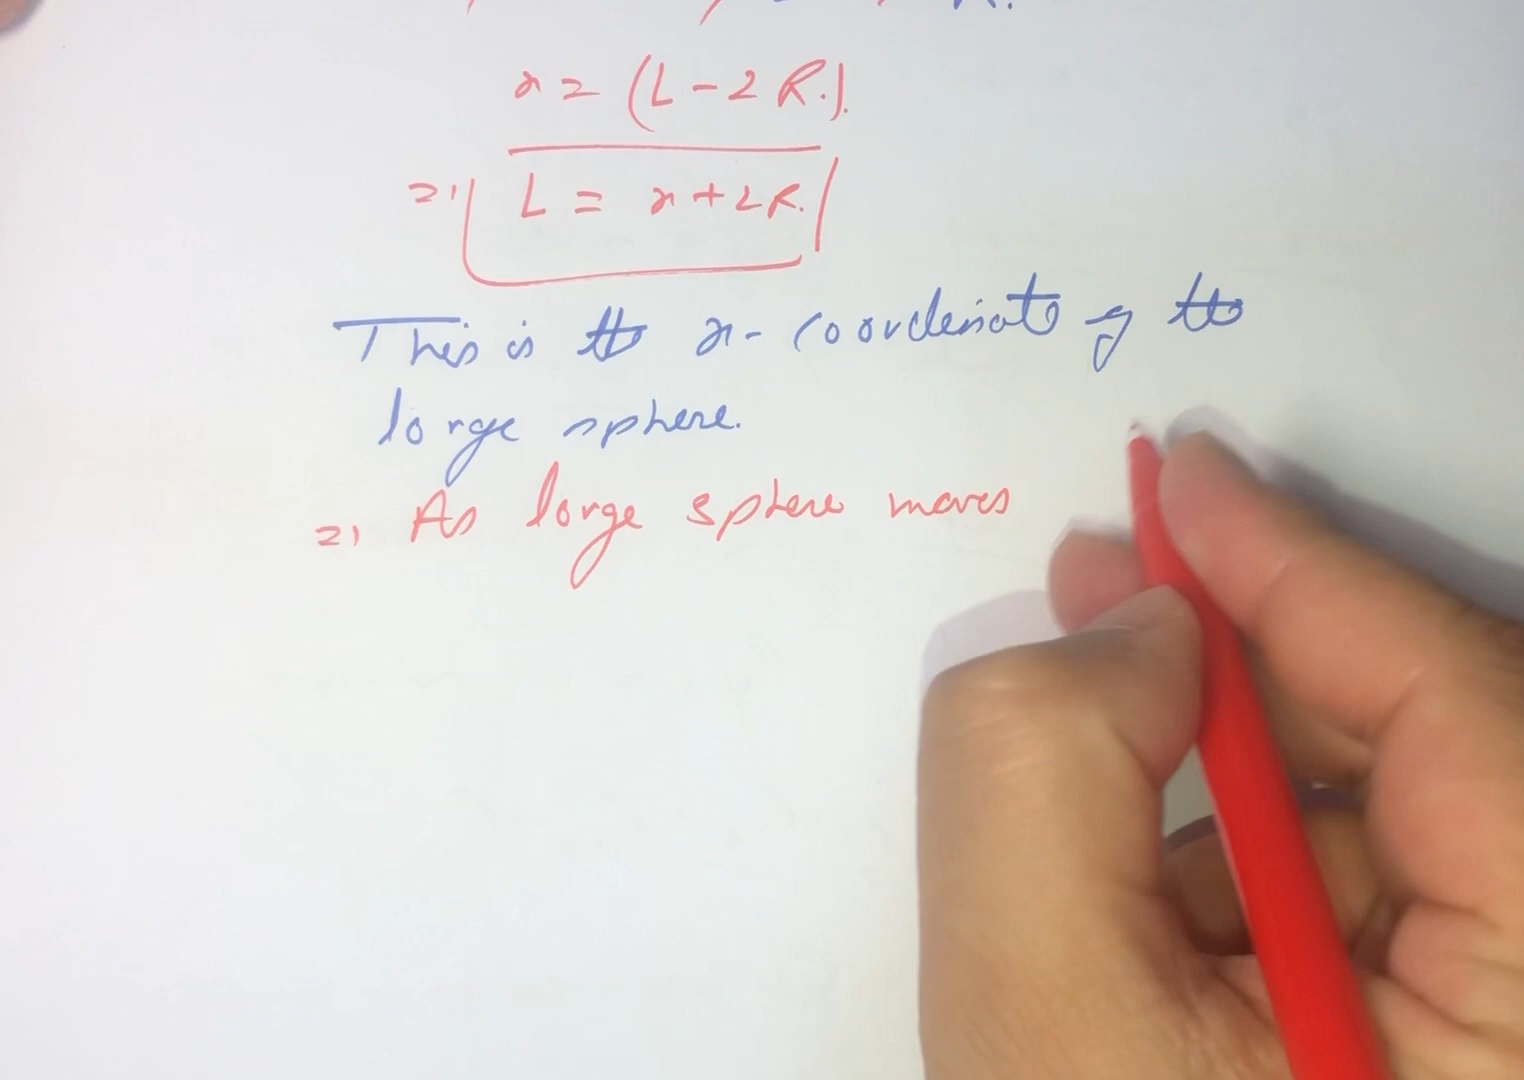 x = (L - 2R.).
=> L = x + 2R.
This is the x-coordinate of the
large sphere.
=> As large sphere moves